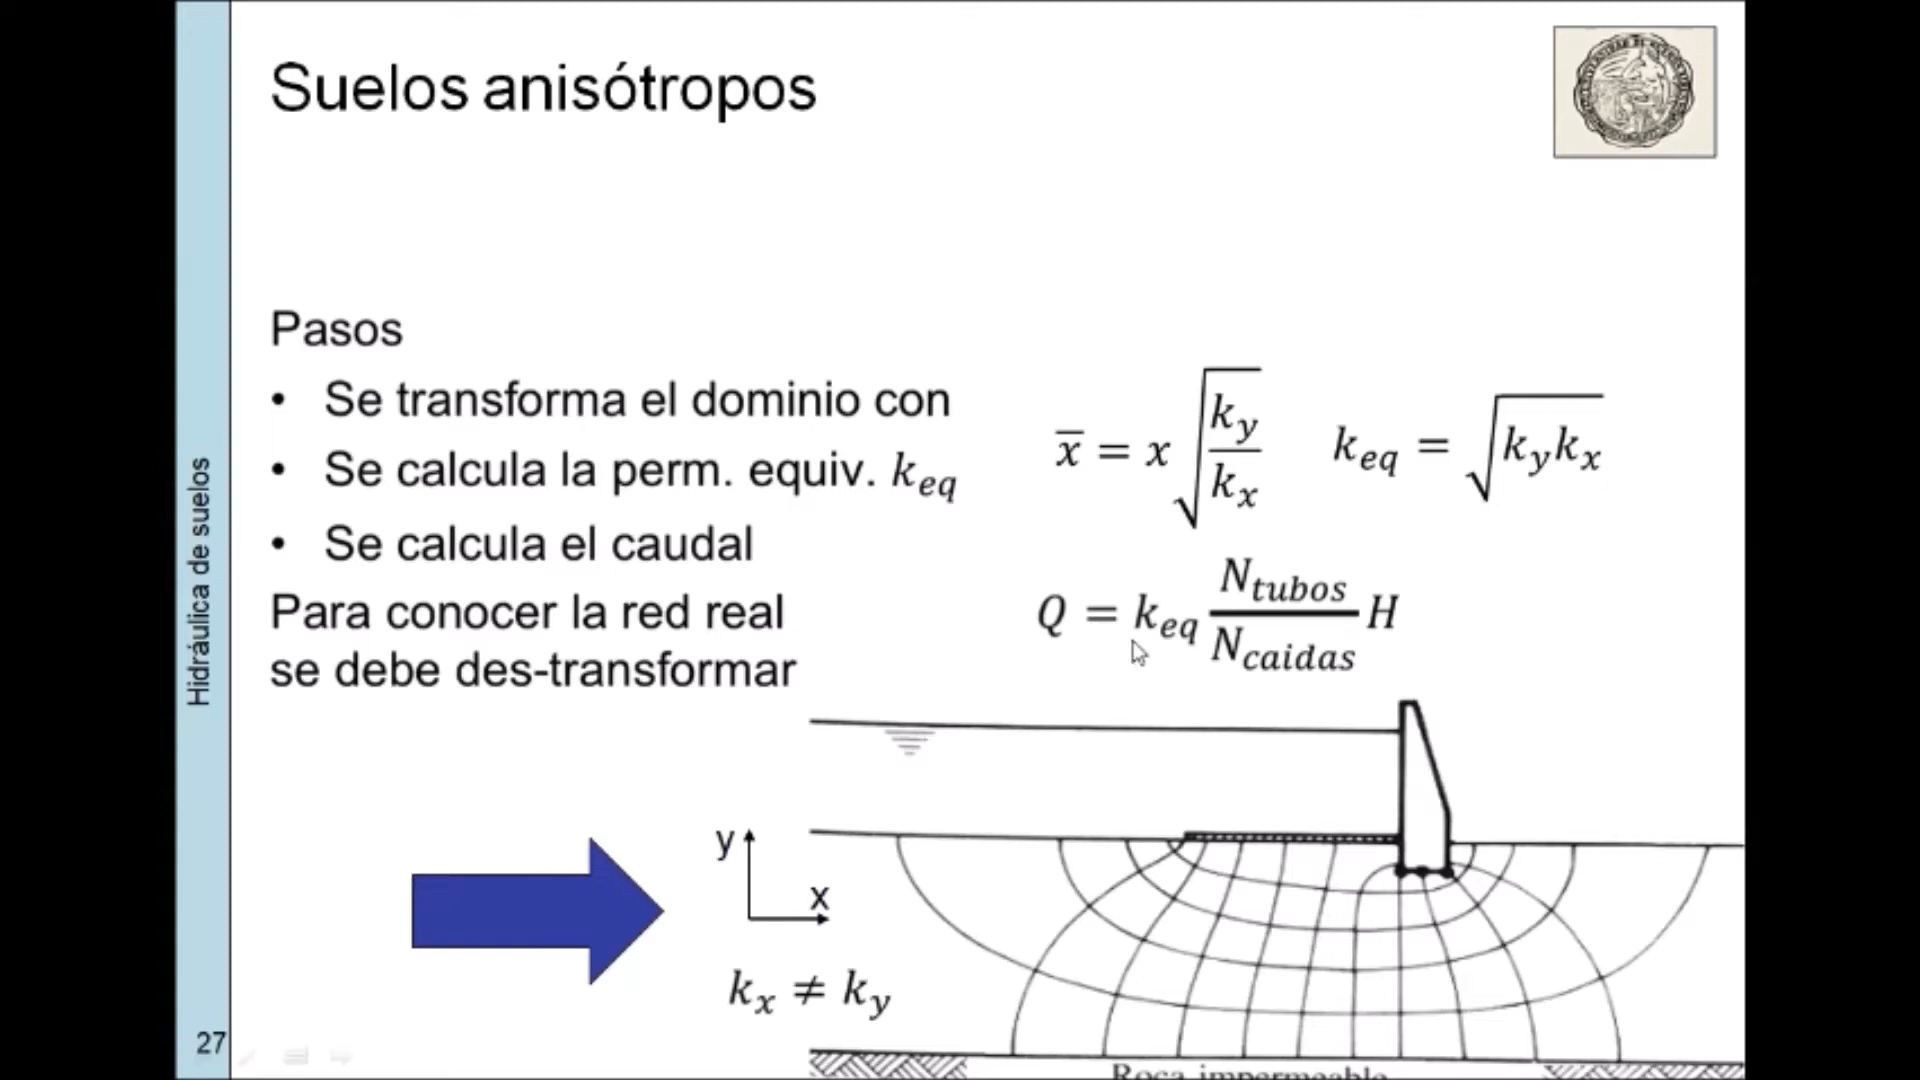 Suelos anisótropos
Pasos
• Se transforma el dominio con
• Se calcula la perm. equiv. k_eq
• Se calcula el caudal
Para conocer la red real
se debe des-transformar
x̅ = x √(k_y/k_x)
k_eq = √(k_y k_x)
Q = k_eq N_tubos/N_caidas H
y
x
k_x ≠ k_y
Roca impermeable
Hidráulica de suelos
27